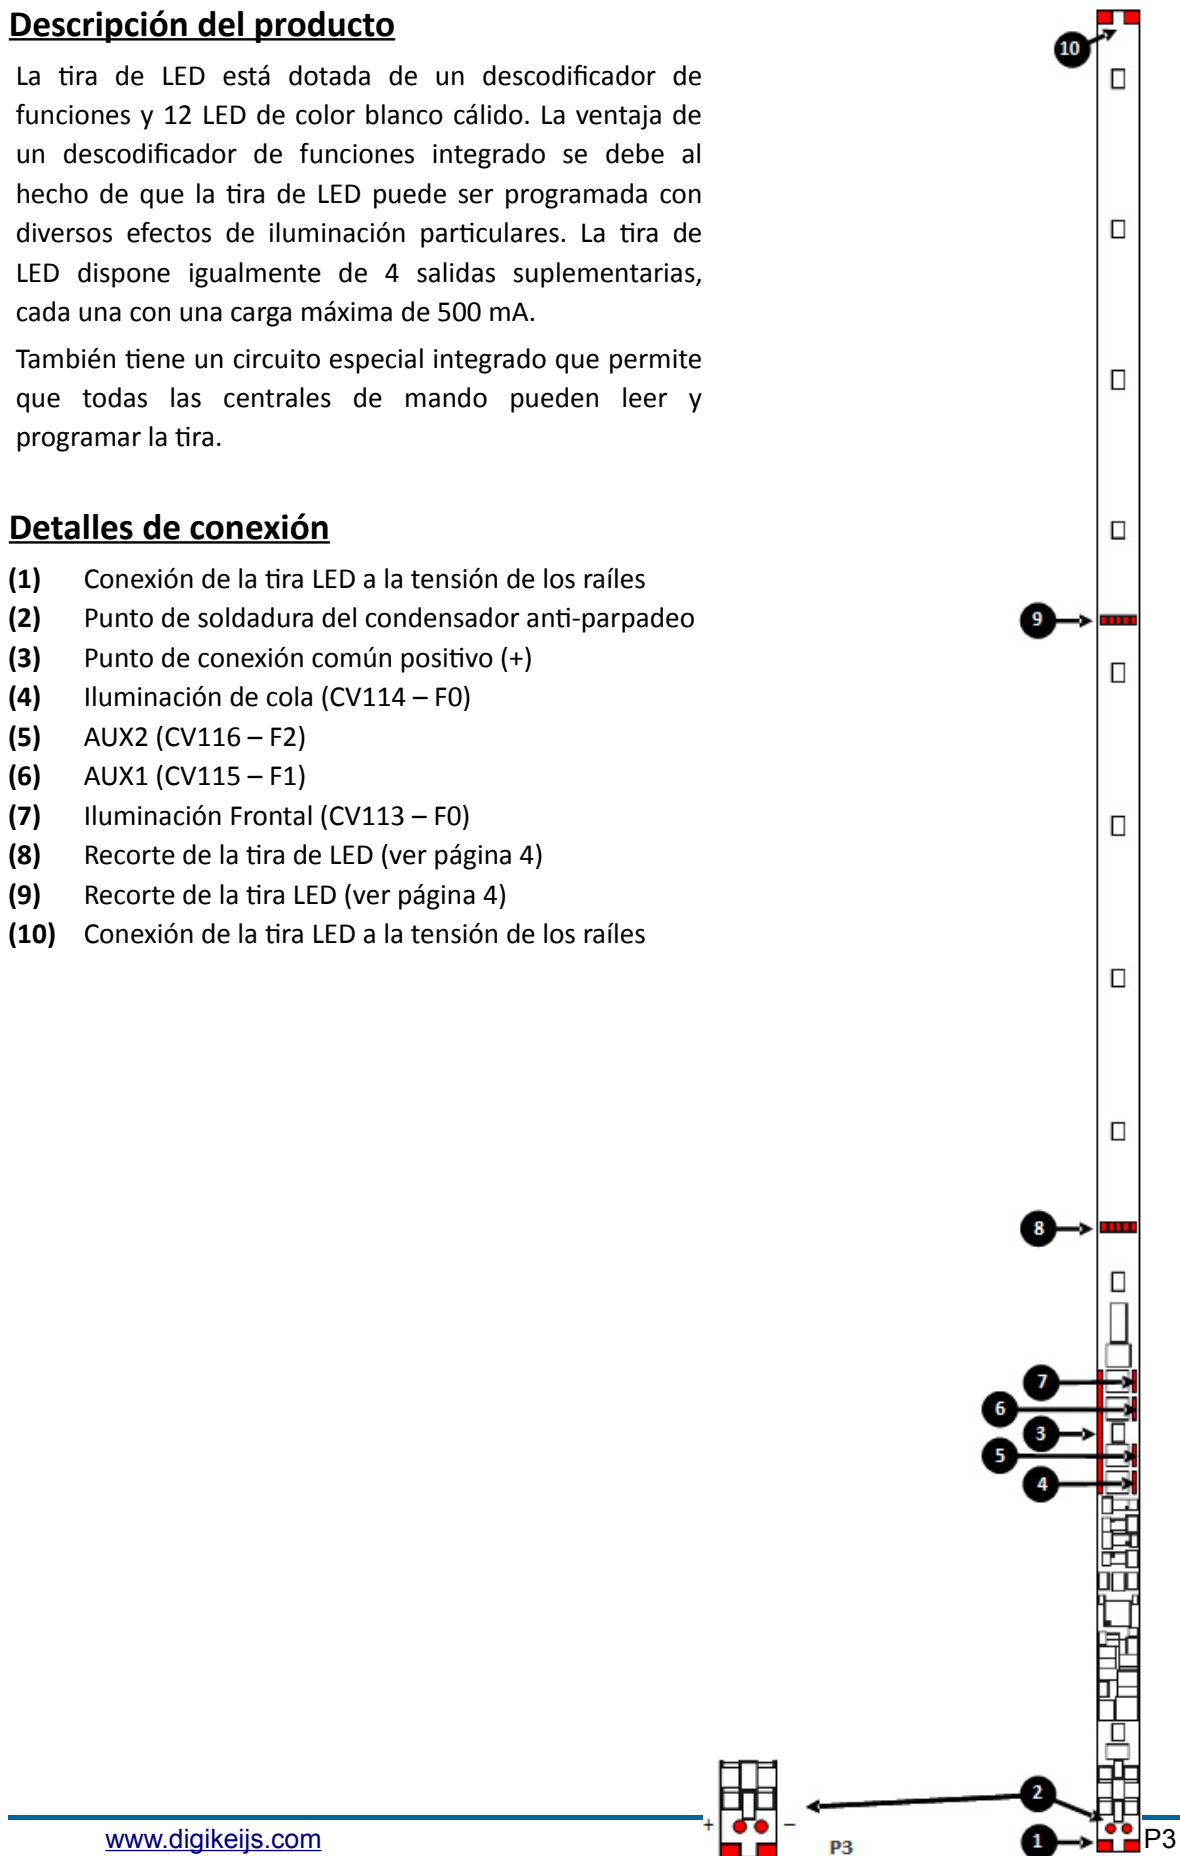 Descripción del producto
La tira de LED está dotada de un descodificador de
funciones y 12 LED de color blanco cálido. La ventaja de
un descodificador de funciones integrado se debe al
hecho de que la tira de LED puede ser programada con
diversos efectos de iluminación particulares. La tira de
LED dispone igualmente de 4 salidas suplementarias,
cada una con una carga máxima de 500 mA.
También tiene un circuito especial integrado que permite
que todas las centrales de mando pueden leer y
programar la tira.
Detalles de conexión
(1) Conexión de la tira LED a la tensión de los raíles
(2) Punto de soldadura del condensador anti-parpadeo
(3) Punto de conexión común positivo (+)
(4) Iluminación de cola (CV114 – F0)
(5) AUX2 (CV116 – F2)
(6) AUX1 (CV115 – F1)
(7) Iluminación Frontal (CV113 – F0)
(8) Recorte de la tira de LED (ver página 4)
(9) Recorte de la tira LED (ver página 4)
(10) Conexión de la tira LED a la tensión de los raíles
10
9
8
7
6
3
5
4
2
1
+ –
P3
www.digikeijs.com
P3